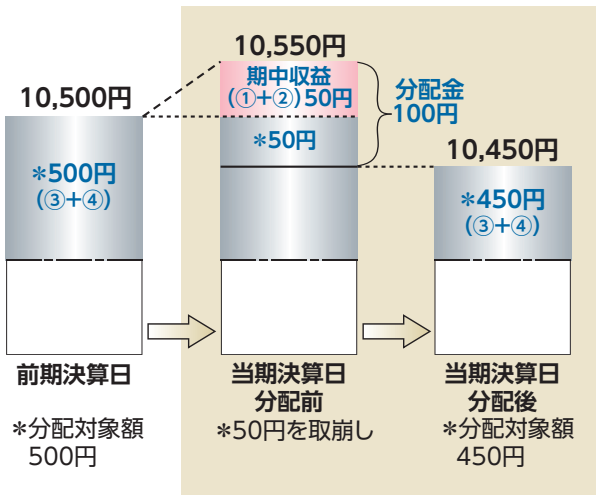 10,500円
*500円
(③+④)
前期決算日
*分配対象額
500円
10,550円
期中収益
(①+②)50円
*50円
分配金
100円
当期決算日
分配前
*50円を取崩し
10,450円
*450円
(③+④)
当期決算日
分配後
*分配対象額
450円